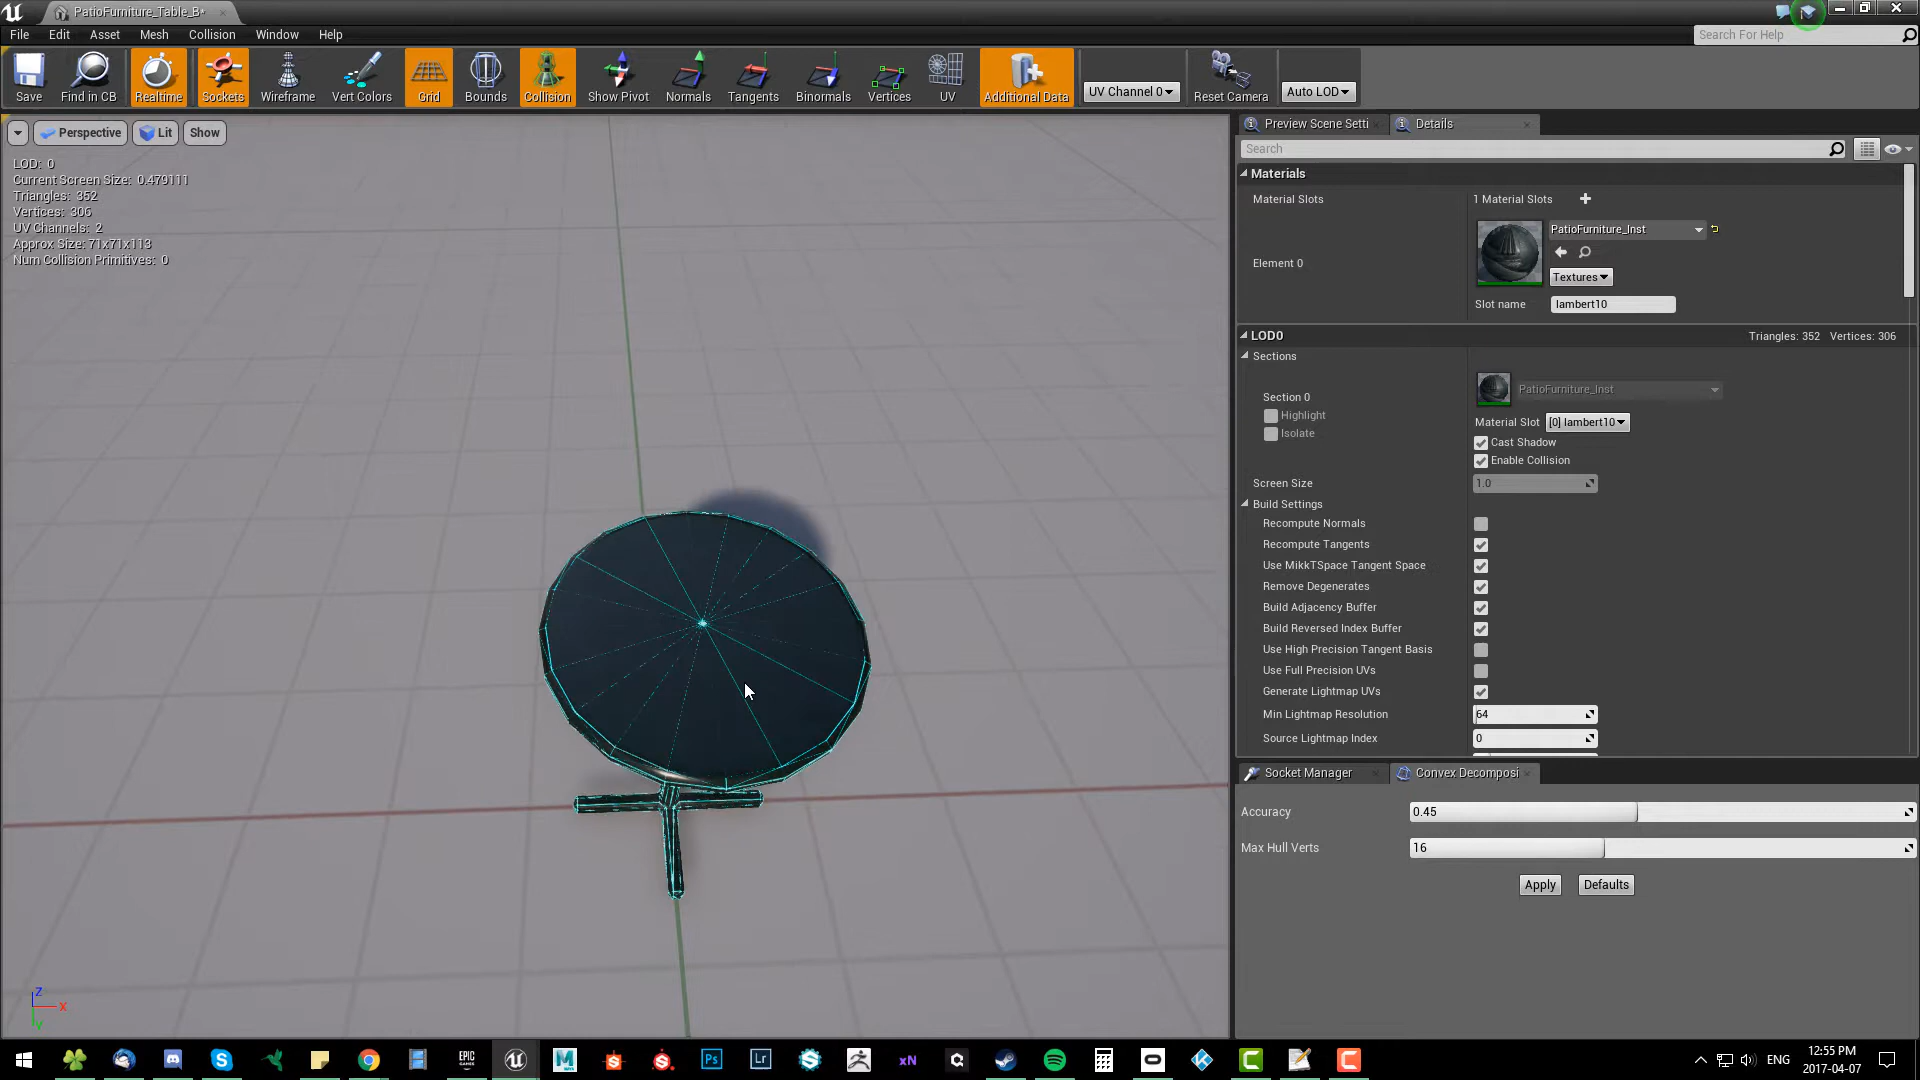 PatioFurniture_Table_B*
File Edit Asset Mesh Collision Window Help
Search For Help
Save Find in CB Realtime Sockets Wireframe Vert Colors Grid Bounds Collision Show Pivot Normals Tangents Binormals Vertices UV Additional Data UV Channel 0 Reset Camera Auto LOD
Perspective Lit Show
LOD: 0
Current Screen Size: 0.479111
Triangles: 352
Vertices: 306
UV Channels: 2
Approx Size: 71x71x113
Num Collision Primitives: 0
Z
X
Y
Preview Scene Setti Details
Search
Materials
Material Slots 1 Material Slots
Element 0
PatioFurniture_Inst
Textures
Slot name lambert10
LOD0 Triangles: 352 Vertices: 306
Sections
Section 0
PatioFurniture_Inst
Highlight
Isolate
Material Slot [0] lambert10
Cast Shadow
Enable Collision
Screen Size 1.0
Build Settings
Recompute Normals
Recompute Tangents
Use MikkTSpace Tangent Space
Remove Degenerates
Build Adjacency Buffer
Build Reversed Index Buffer
Use High Precision Tangent Basis
Use Full Precision UVs
Generate Lightmap UVs
Min Lightmap Resolution 64
Source Lightmap Index 0
Socket Manager Convex Decomposi
Accuracy 0.45
Max Hull Verts 16
Apply Defaults
EPIC GAMES
Ps
Lr
xN
ENG
12:55 PM
2017-04-07